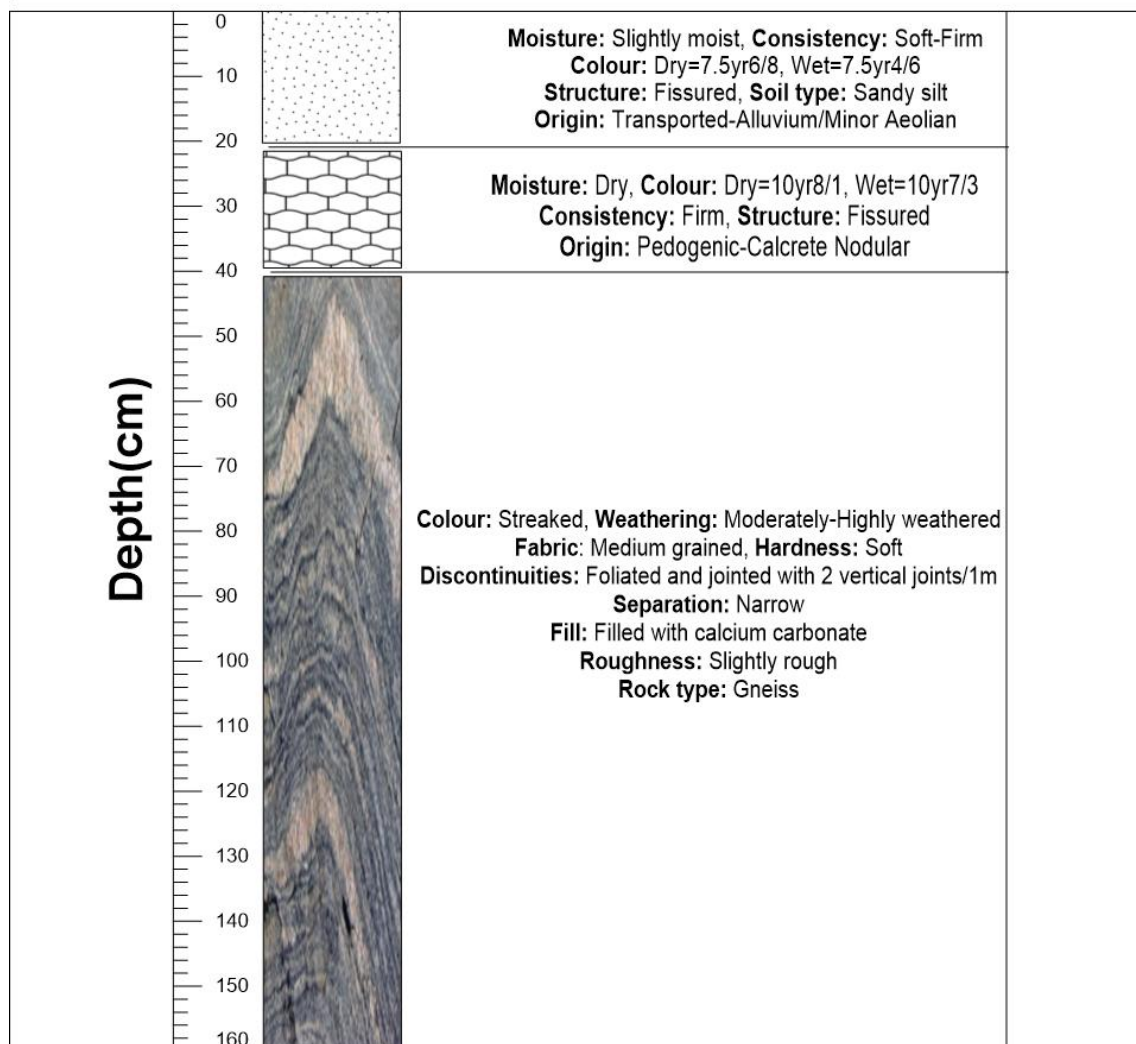 Depth(cm)
0
10
20
30
40
50
60
70
80
90
100
110
120
130
140
150
160
Moisture: Slightly moist, Consistency: Soft-Firm
Colour: Dry=7.5yr6/8, Wet=7.5yr4/6
Structure: Fissured, Soil type: Sandy silt
Origin: Transported-Alluvium/Minor Aeolian
Moisture: Dry, Colour: Dry=10yr8/1, Wet=10yr7/3
Consistency: Firm, Structure: Fissured
Origin: Pedogenic-Calcrete Nodular
Colour: Streaked, Weathering: Moderately-Highly weathered
Fabric: Medium grained, Hardness: Soft
Discontinuities: Foliated and jointed with 2 vertical joints/1m
Separation: Narrow
Fill: Filled with calcium carbonate
Roughness: Slightly rough
Rock type: Gneiss